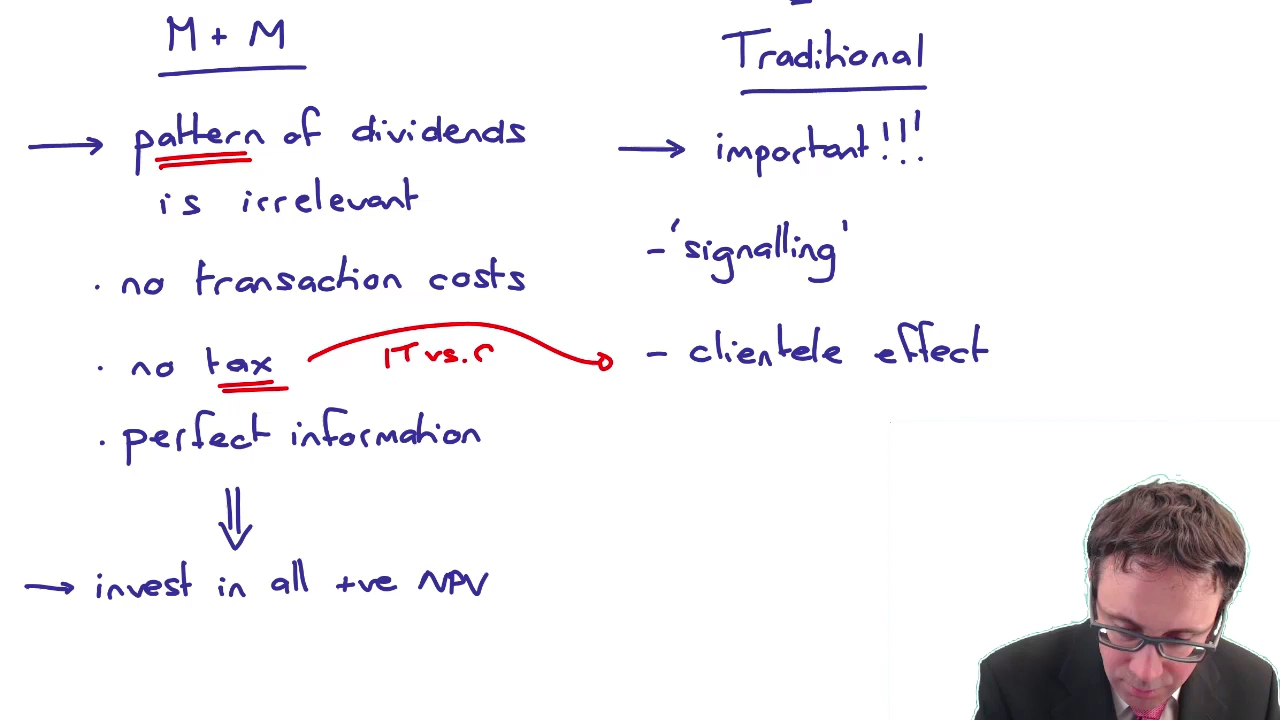 M + M
→ pattern of dividends
is irrelevant
· no transaction costs
· no tax
IT vs. C
· perfect information
⇓
→ invest in all +ve NPV
Traditional
→ important!!!
- 'signalling'
- clientele effect